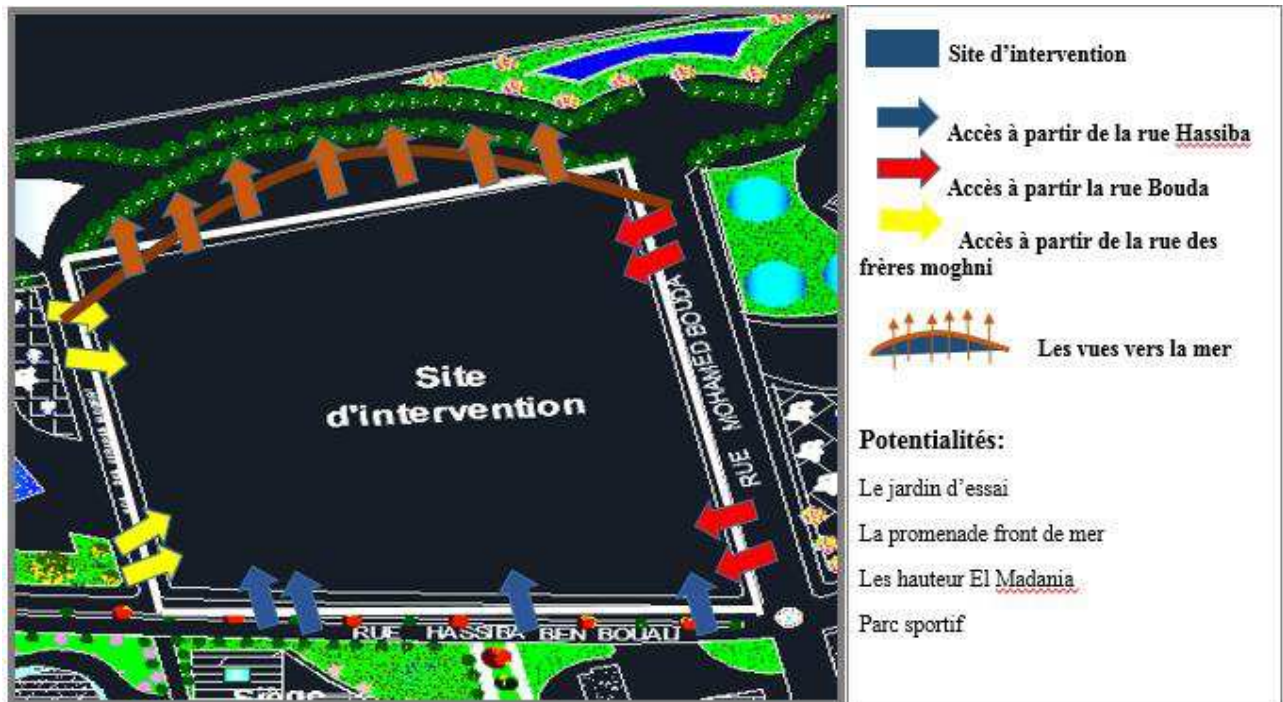 Site
d'intervention
RUE MOHAMED BOUDA
RUE HASSIBA BEN BOUALI
Siège
Site d’intervention
Accès à partir de la rue Hassiba
Accès à partir la rue Bouda
Accès à partir de la rue des
frères moghni
Les vues vers la mer
Potentialités:
Le jardin d’essai
La promenade front de mer
Les hauteur El Madania
Parc sportif